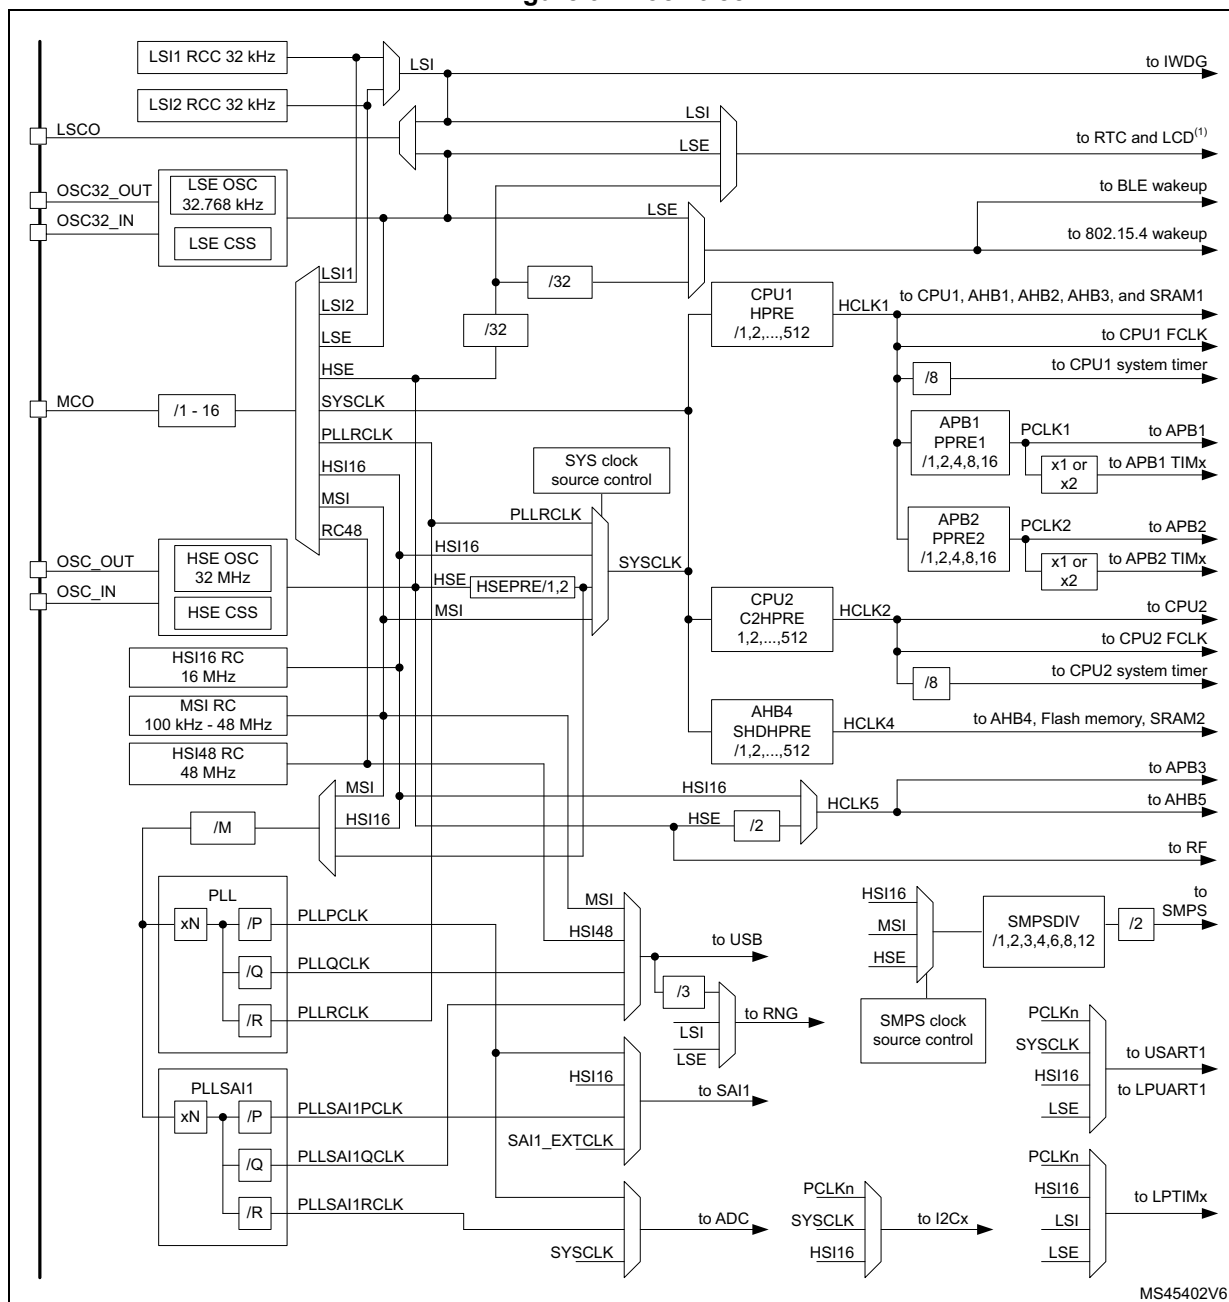 LSI1 RCC 32 kHz
LSI
to IWDG
LSI2 RCC 32 kHz
LSCO
LSI
LSE
to RTC and LCD(1)
OSC32_OUT
OSC32_IN
LSE OSC
32.768 kHz
LSE CSS
LSE
to BLE wakeup
to 802.15.4 wakeup
/32
/32
LSI1
LSI2
LSE
HSE
SYSCLK
PLLRCLK
HSI16
MSI
RC48
MCO
/1 - 16
CPU1
HPRE
/1,2,...,512
HCLK1
to CPU1, AHB1, AHB2, AHB3, and SRAM1
to CPU1 FCLK
/8
to CPU1 system timer
APB1
PPRE1
/1,2,4,8,16
PCLK1
to APB1
x1 or
x2
to APB1 TIMx
APB2
PPRE2
/1,2,4,8,16
PCLK2
to APB2
x1 or
x2
to APB2 TIMx
SYS clock
source control
PLLRCLK
HSI16
HSE
HSEPRE/1,2
MSI
SYSCLK
OSC_OUT
OSC_IN
HSE OSC
32 MHz
HSE CSS
CPU2
C2HPRE
1,2,...,512
HCLK2
to CPU2
to CPU2 FCLK
/8
to CPU2 system timer
HSI16 RC
16 MHz
MSI RC
100 kHz - 48 MHz
HSI48 RC
48 MHz
AHB4
SHDHPRE
/1,2,...,512
HCLK4
to AHB4, Flash memory, SRAM2
MSI
HSI16
/M
HSI16
HSE
/2
HCLK5
to APB3
to AHB5
to RF
PLL
xN
/P
/Q
/R
PLLPCLK
PLLQCLK
PLLRCLK
MSI
HSI48
to USB
/3
LSI
LSE
to RNG
HSI16
MSI
HSE
SMPS clock
source control
SMPSDIV
/1,2,3,4,6,8,12
/2
to
SMPS
PLLSAI1
xN
/P
/Q
/R
PLLSAI1PCLK
PLLSAI1QCLK
PLLSAI1RCLK
HSI16
SAI1_EXTCLK
to SAI1
SYSCLK
to ADC
PCLKn
SYSCLK
HSI16
to I2Cx
PCLKn
SYSCLK
HSI16
LSE
to USART1
to LPUART1
PCLKn
HSI16
LSI
LSE
to LPTIMx
MS45402V6